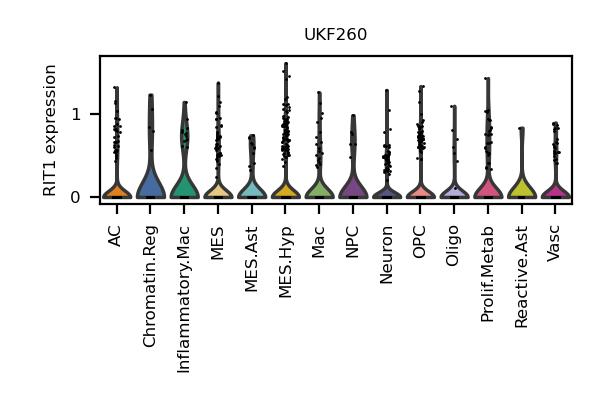 UKF260
RIT1 expression
1
0
AC
Chromatin.Reg
Inflammatory.Mac
MES
MES.Ast
MES.Hyp
Mac
NPC
Neuron
OPC
Oligo
Prolif.Metab
Reactive.Ast
Vasc